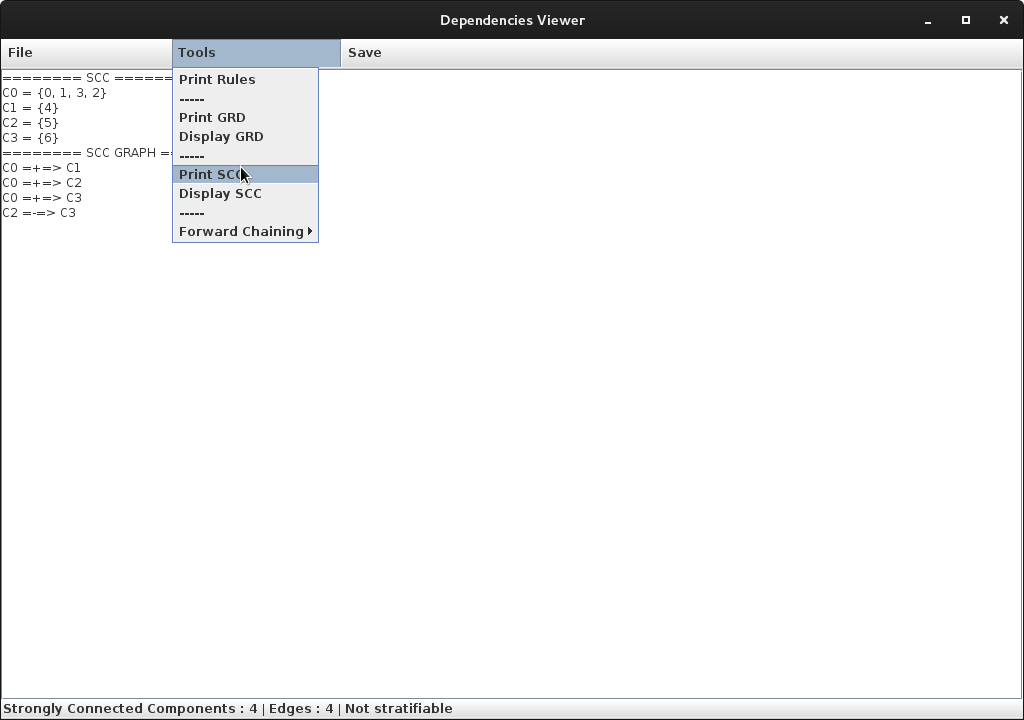 Dependencies Viewer
File Tools Save
======== SCC ======
C0 = {0, 1, 3, 2}
C1 = {4}
C2 = {5}
C3 = {6}
======== SCC GRAPH ==
C0 =+=> C1
C0 =+=> C2
C0 =+=> C3
C2 =-=> C3
Print Rules
-----
Print GRD
Display GRD
-----
Print SCC
Display SCC
-----
Forward Chaining
Strongly Connected Components : 4 | Edges : 4 | Not stratifiable